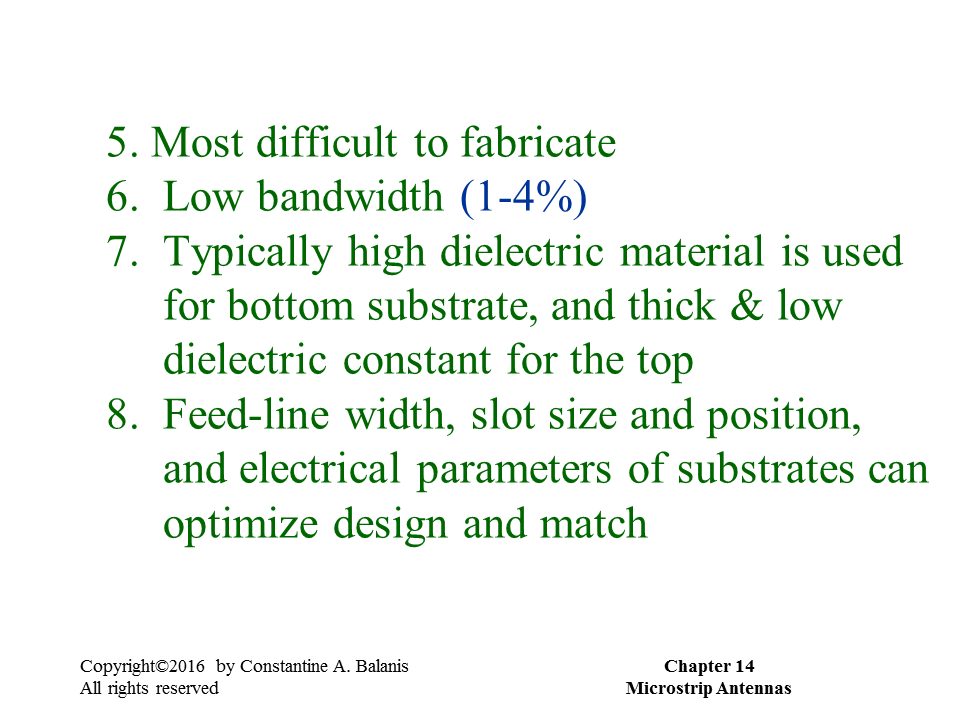 5. Most difficult to fabricate
6. Low bandwidth (1-4%)
7. Typically high dielectric material is used
for bottom substrate, and thick & low
dielectric constant for the top
8. Feed-line width, slot size and position,
and electrical parameters of substrates can
optimize design and match
Copyright©2016 by Constantine A. Balanis
All rights reserved
Chapter 14
Microstrip Antennas